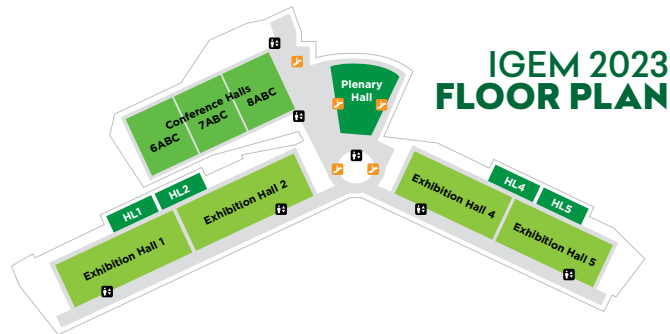 IGEM 2023
FLOOR PLAN
Plenary
Hall
Conference Halls
6ABC
7ABC
8ABC
HL1
HL2
Exhibition Hall 1
Exhibition Hall 2
HL4
HL5
Exhibition Hall 4
Exhibition Hall 5